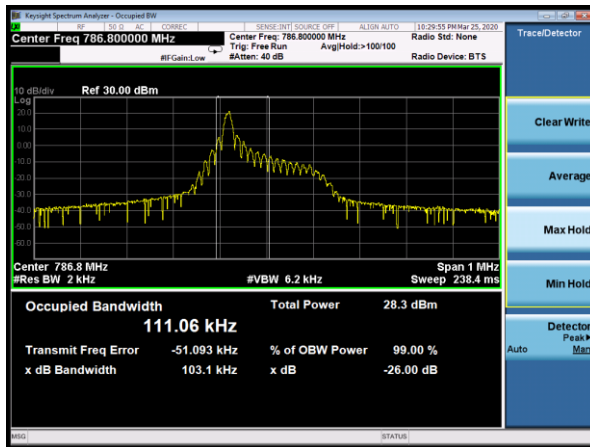 Keysight Spectrum Analyzer - Occupied BW
RF 50 Ω AC CORREC SENSE:INT SOURCE OFF ALIGN AUTO 10:29:55 PM Mar 25, 2020
Center Freq 786.800000 MHz Center Freq: 786.800000 MHz Radio Std: None
Trig: Free Run Avg|Hold:>100/100
#IFGain:Low #Atten: 40 dB Radio Device: BTS
Trace/Detector
10 dB/div Ref 30.00 dBm
Log
20.0
10.0
0.00
-10.0
-20.0
-30.0
-40.0
-50.0
-60.0
Center 786.8 MHz Span 1 MHz
#Res BW 2 kHz #VBW 6.2 kHz Sweep 238.4 ms
Occupied Bandwidth Total Power 28.3 dBm
111.06 kHz
Transmit Freq Error -51.093 kHz % of OBW Power 99.00 %
x dB Bandwidth 103.1 kHz x dB -26.00 dB
Clear Write
Average
Max Hold
Min Hold
Detector
Peak
Auto Man
MSG STATUS